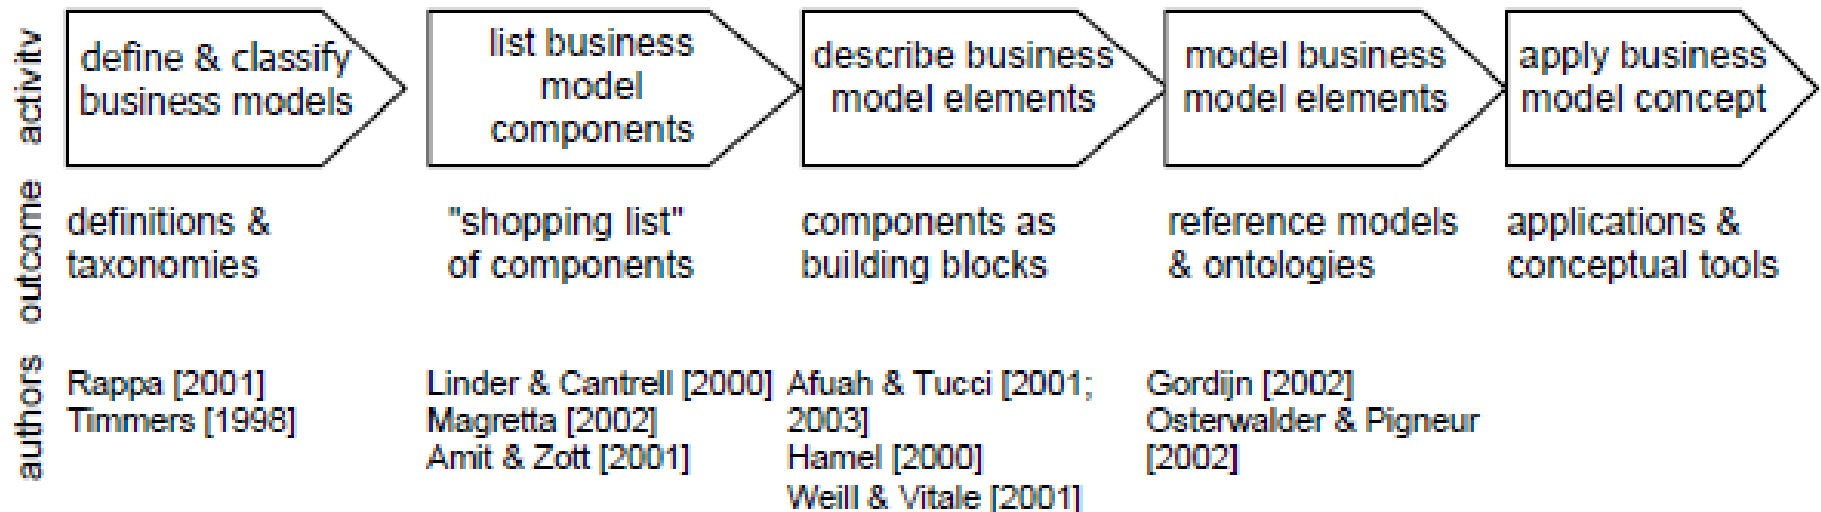 activity
define & classify
business models
list business
model
components
describe business
model elements
model business
model elements
apply business
model concept
outcome
definitions &
taxonomies
"shopping list"
of components
components as
building blocks
reference models
& ontologies
applications &
conceptual tools
authors
Rappa [2001]
Timmers [1998]
Linder & Cantrell [2000]
Magretta [2002]
Amit & Zott [2001]
Afuah & Tucci [2001;
2003]
Hamel [2000]
Weill & Vitale [2001]
Gordijn [2002]
Osterwalder & Pigneur
[2002]